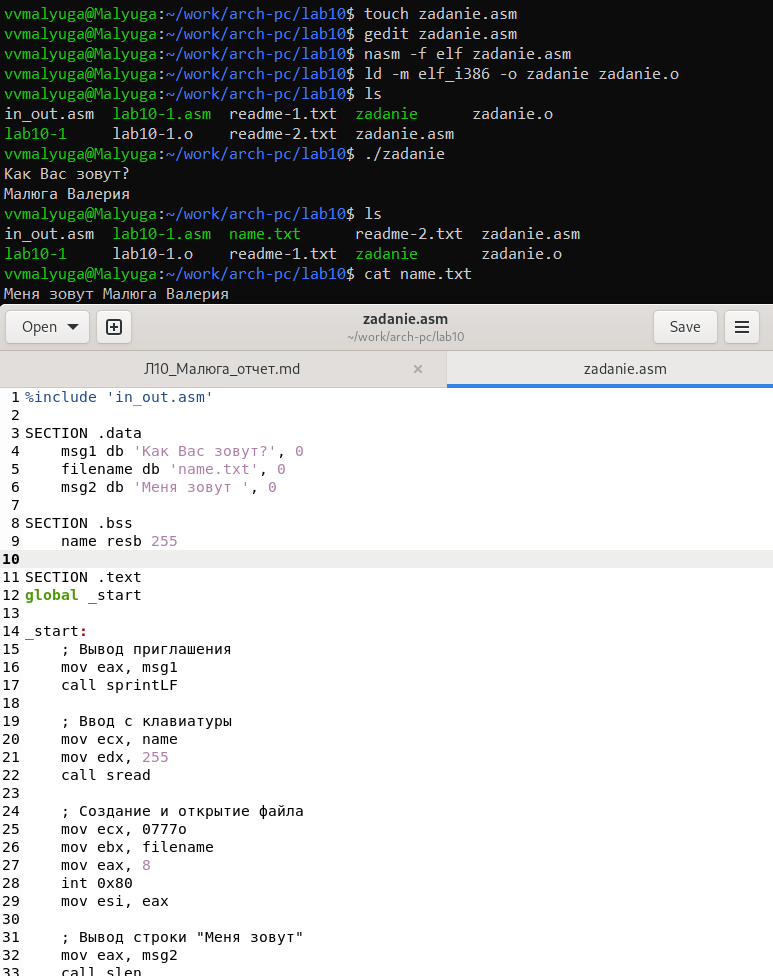 vvmalyuga@Malyuga:~/work/arch-pc/lab10$ touch zadanie.asm
vvmalyuga@Malyuga:~/work/arch-pc/lab10$ gedit zadanie.asm
vvmalyuga@Malyuga:~/work/arch-pc/lab10$ nasm -f elf zadanie.asm
vvmalyuga@Malyuga:~/work/arch-pc/lab10$ ld -m elf_i386 -o zadanie zadanie.o
vvmalyuga@Malyuga:~/work/arch-pc/lab10$ ls
in_out.asm  lab10-1.asm  readme-1.txt  zadanie      zadanie.o
lab10-1     lab10-1.o    readme-2.txt  zadanie.asm
vvmalyuga@Malyuga:~/work/arch-pc/lab10$ ./zadanie
Как Вас зовут?
Малюга Валерия
vvmalyuga@Malyuga:~/work/arch-pc/lab10$ ls
in_out.asm  lab10-1.asm  name.txt      readme-2.txt  zadanie.asm
lab10-1     lab10-1.o    readme-1.txt  zadanie       zadanie.o
vvmalyuga@Malyuga:~/work/arch-pc/lab10$ cat name.txt
Меня зовут Малюга Валерия
Open zadanie.asm Save
~/work/arch-pc/lab10
Л10_Малюга_отчет.md × zadanie.asm
1 %include 'in_out.asm'
2
3 SECTION .data
4     msg1 db 'Как Вас зовут?', 0
5     filename db 'name.txt', 0
6     msg2 db 'Меня зовут ', 0
7
8 SECTION .bss
9     name resb 255
10
11 SECTION .text
12 global _start
13
14 _start:
15     ; Вывод приглашения
16     mov eax, msg1
17     call sprintLF
18
19     ; Ввод с клавиатуры
20     mov ecx, name
21     mov edx, 255
22     call sread
23
24     ; Создание и открытие файла
25     mov ecx, 0777o
26     mov ebx, filename
27     mov eax, 8
28     int 0x80
29     mov esi, eax
30
31     ; Вывод строки "Меня зовут"
32     mov eax, msg2
33     call slen